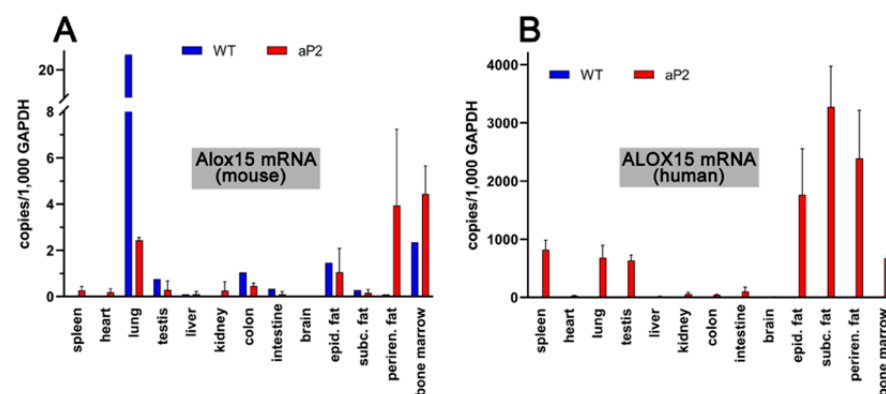 A
B
WT aP2
WT aP2
copies/1,000 GAPDH
20
8
6
4
2
0
Alox15 mRNA
(mouse)
spleen
heart
lung
testis
liver
kidney
colon
intestine
brain
epid. fat
subc. fat
periren. fat
bone marrow
copies/1,000 GAPDH
4000
3000
2000
1000
0
ALOX15 mRNA
(human)
spleen
heart
lung
testis
liver
kidney
colon
intestine
brain
epid. fat
subc. fat
periren. fat
bone marrow